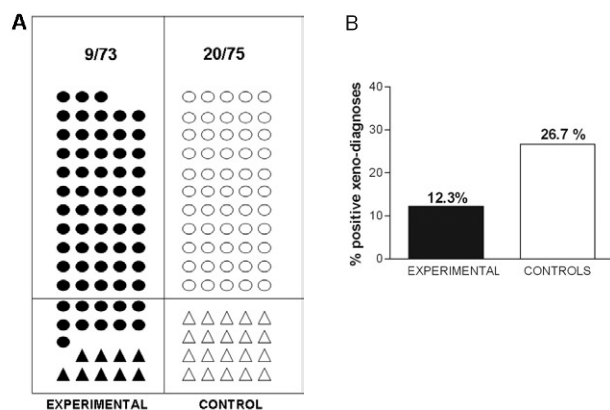 A
9/73
20/75
EXPERIMENTAL
CONTROL
B
% positive xeno-diagnoses
40
30
20
10
0
12.3%
26.7 %
EXPERIMENTAL
CONTROLS